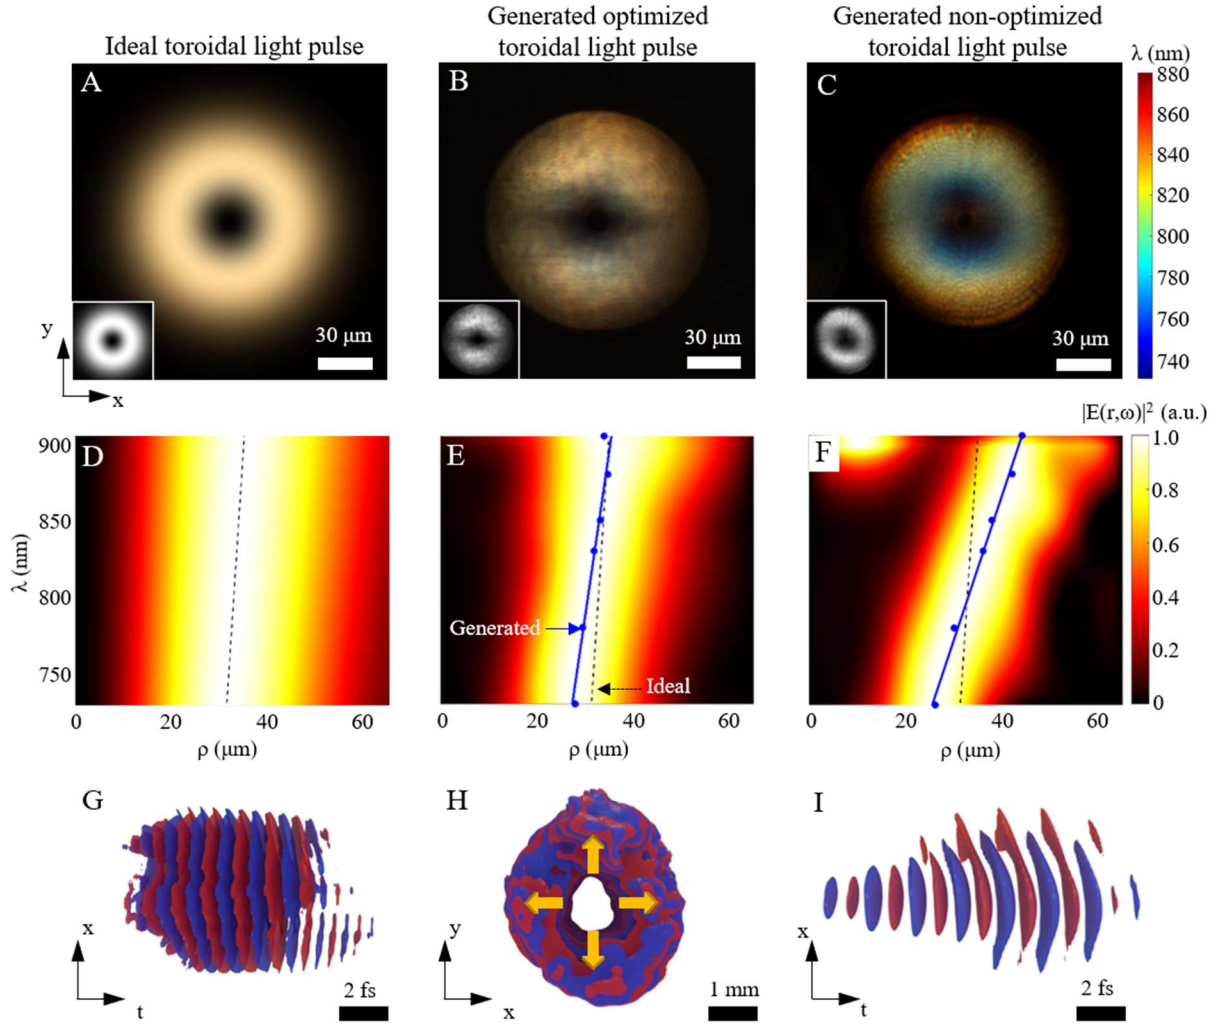 Ideal toroidal light pulse
Generated optimized
toroidal light pulse
Generated non-optimized
toroidal light pulse
λ (nm)
A
30 μm
y
x
B
30 μm
C
30 μm
880
860
840
820
800
780
760
740
|E(r,ω)|² (a.u.)
D
900
850
800
750
λ (nm)
0 20 40 60
ρ (μm)
E
Generated
Ideal
0 20 40 60
ρ (μm)
F
0 20 40 60
ρ (μm)
1.0
0.8
0.6
0.4
0.2
0
G
x
t
2 fs
H
y
x
1 mm
I
x
t
2 fs